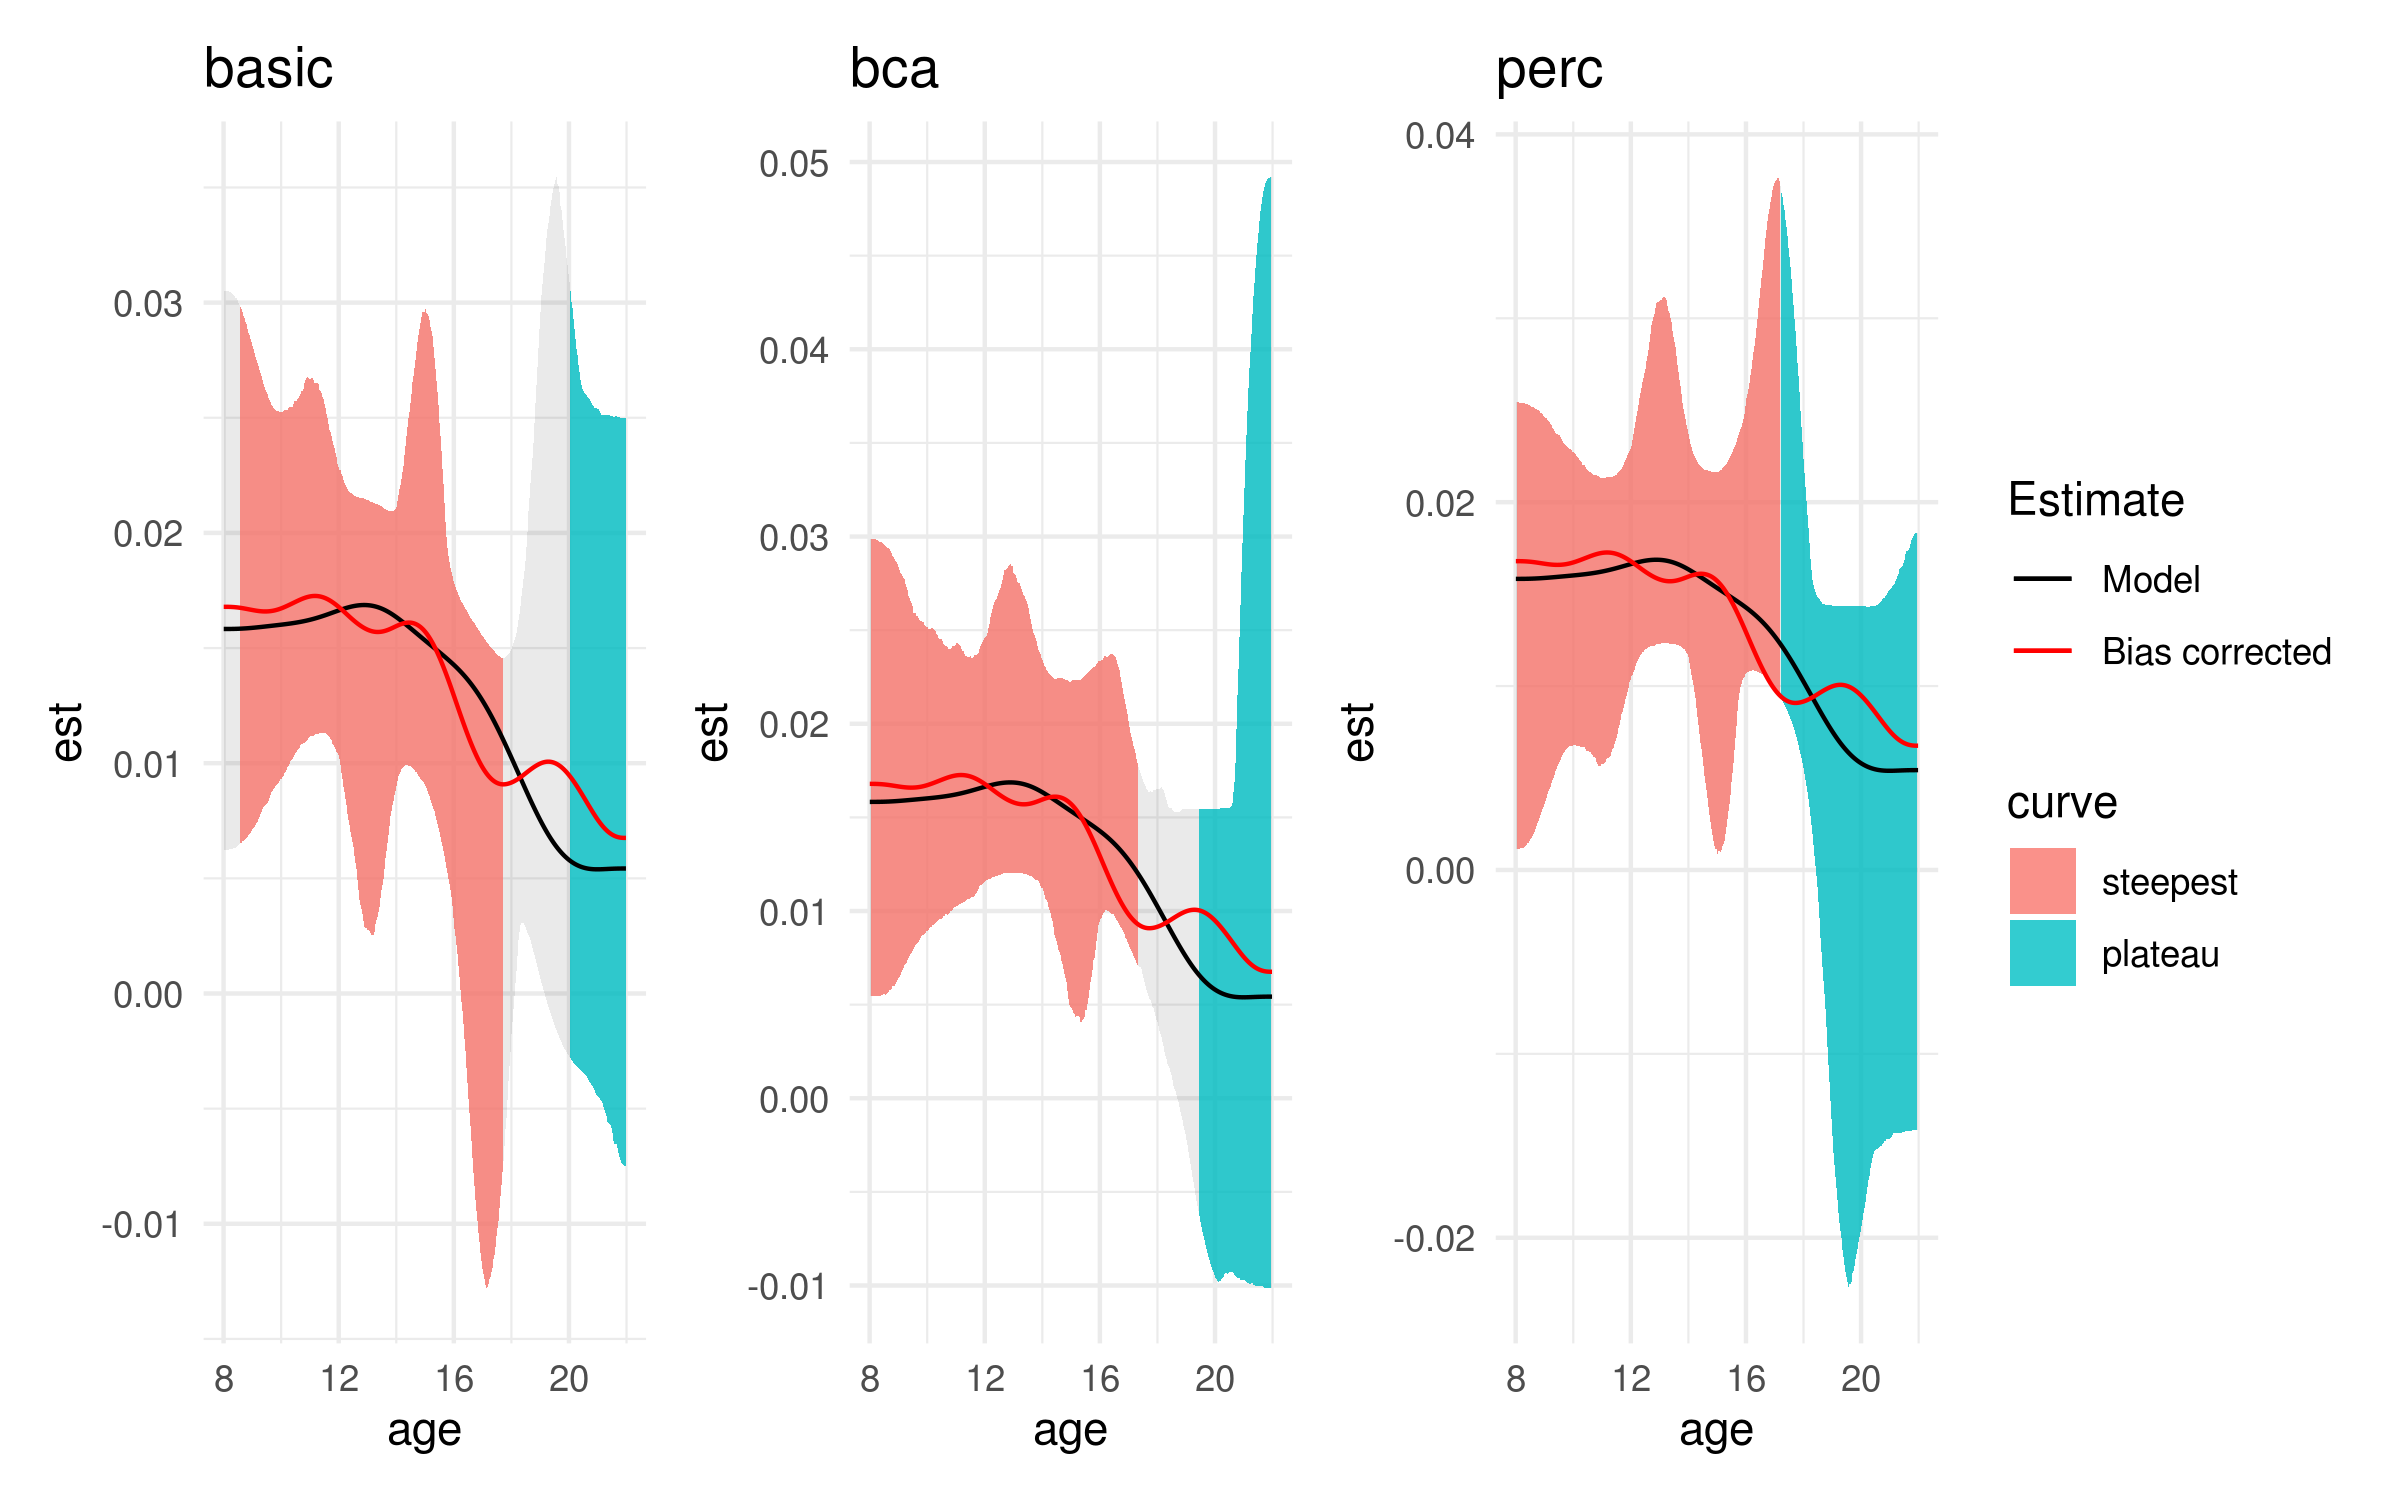 basic
bca
perc
est
0.03
0.02
0.01
0.00
-0.01
8 12 16 20
age
est
0.05
0.04
0.03
0.02
0.01
0.00
-0.01
8 12 16 20
age
est
0.04
0.02
0.00
-0.02
8 12 16 20
age
Estimate
Model
Bias corrected
curve
steepest
plateau